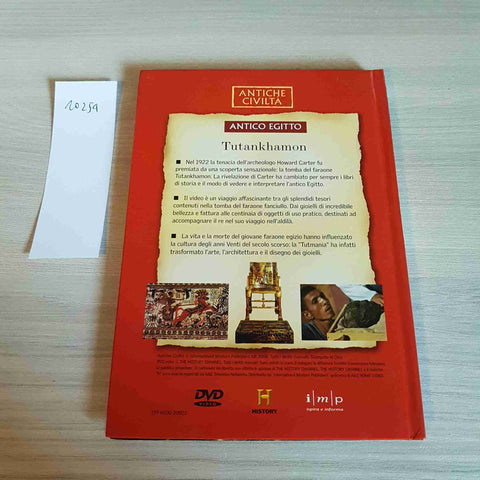 20259
ANTICHE
CIVILTÀ
ANTICO EGITTO
Tutankhamon
■ Nel 1922 la tenacia dell'archeologo Howard Carter fu
premiata da una scoperta sensazionale: la tomba del faraone
Tutankhamon. La rivelazione di Carter ha cambiato per sempre i libri
di storia e il modo di vedere e interpretare l'antico Egitto.
■ Il video è un viaggio affascinante tra gli splendidi tesori
contenuti nella tomba del faraone fanciullo. Dai gioielli di incredibile
bellezza e fattura alle centinaia di oggetti di uso pratico, destinati ad
accompagnare il re nel suo viaggio nell'aldilà.
■ La vita e la morte del giovane faraone egizio hanno influenzato
la cultura degli anni Venti del secolo scorso: la "Tutmania" ha infatti
trasformato l'arte, l'architettura e il disegno dei gioielli.
DVD
VIDEO
H
HISTORY
i m p
ispira e informa